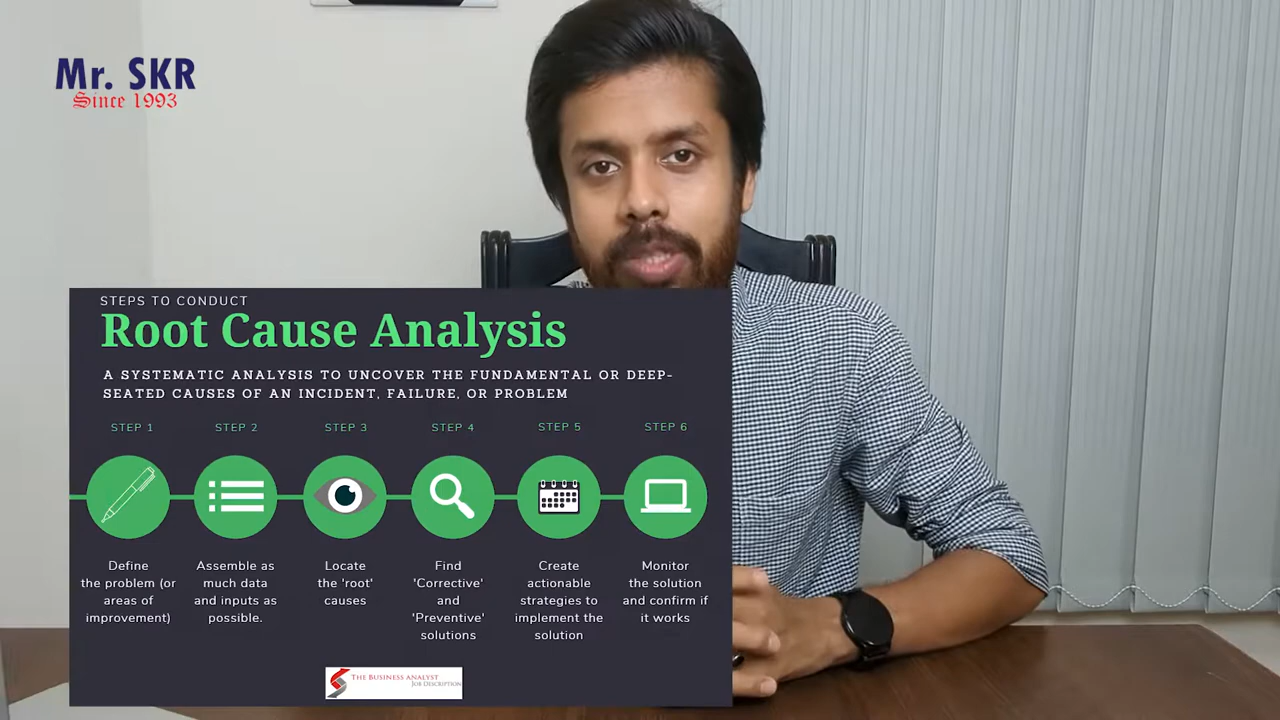 Mr. SKR
Since 1993
STEPS TO CONDUCT
Root Cause Analysis
A SYSTEMATIC ANALYSIS TO UNCOVER THE FUNDAMENTAL OR DEEP-
SEATED CAUSES OF AN INCIDENT, FAILURE, OR PROBLEM
STEP 1
STEP 2
STEP 3
STEP 4
STEP 5
STEP 6
Define
the problem (or
areas of
improvement)
Assemble as
much data
and inputs as
possible.
Locate
the 'root'
causes
Find
'Corrective'
and
'Preventive'
solutions
Create
actionable
strategies to
implement the
solution
Monitor
the solution
and confirm if
it works
THE BUSINESS ANALYST
JOB DESCRIPTION